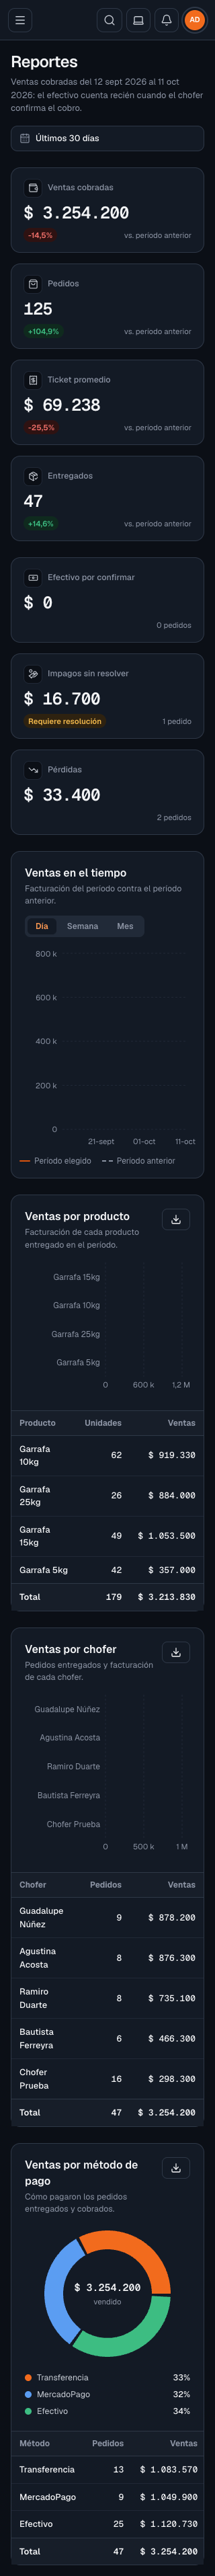 AD
Reportes
Ventas cobradas del 12 sept 2026 al 11 oct
2026: el efectivo cuenta recién cuando el chofer
confirma el cobro.
Últimos 30 días
Ventas cobradas
$ 3.254.200
-14,5%
vs. período anterior
Pedidos
125
+104,9%
vs. período anterior
Ticket promedio
$ 69.238
-25,5%
vs. período anterior
Entregados
47
+14,6%
vs. período anterior
Efectivo por confirmar
$ 0
0 pedidos
Impagos sin resolver
$ 16.700
Requiere resolución
1 pedido
Pérdidas
$ 33.400
2 pedidos
Ventas en el tiempo
Facturación del período contra el período
anterior.
Día Semana Mes
800 k
600 k
400 k
200 k
0
21-sept 01-oct 11-oct
Período elegido Período anterior
Ventas por producto
Facturación de cada producto
entregado en el período.
Garrafa 15kg
Garrafa 10kg
Garrafa 25kg
Garrafa 5kg
0 600 k 1,2 M
Producto Unidades Ventas
Garrafa
10kg
62 $ 919.330
Garrafa
25kg
26 $ 884.000
Garrafa
15kg
49 $ 1.053.500
Garrafa 5kg 42 $ 357.000
Total 179 $ 3.213.830
Ventas por chofer
Pedidos entregados y facturación
de cada chofer.
Guadalupe Núñez
Agustina Acosta
Ramiro Duarte
Bautista Ferreyra
Chofer Prueba
0 500 k 1 M
Chofer Pedidos Ventas
Guadalupe
Núñez
9 $ 878.200
Agustina
Acosta
8 $ 876.300
Ramiro
Duarte
8 $ 735.100
Bautista
Ferreyra
6 $ 466.300
Chofer
Prueba
16 $ 298.300
Total 47 $ 3.254.200
Ventas por método de
pago
Cómo pagaron los pedidos
entregados y cobrados.
$ 3.254.200
vendido
Transferencia 33%
MercadoPago 32%
Efectivo 34%
Método Pedidos Ventas
Transferencia 13 $ 1.083.570
MercadoPago 9 $ 1.049.900
Efectivo 25 $ 1.120.730
Total 47 $ 3.254.200